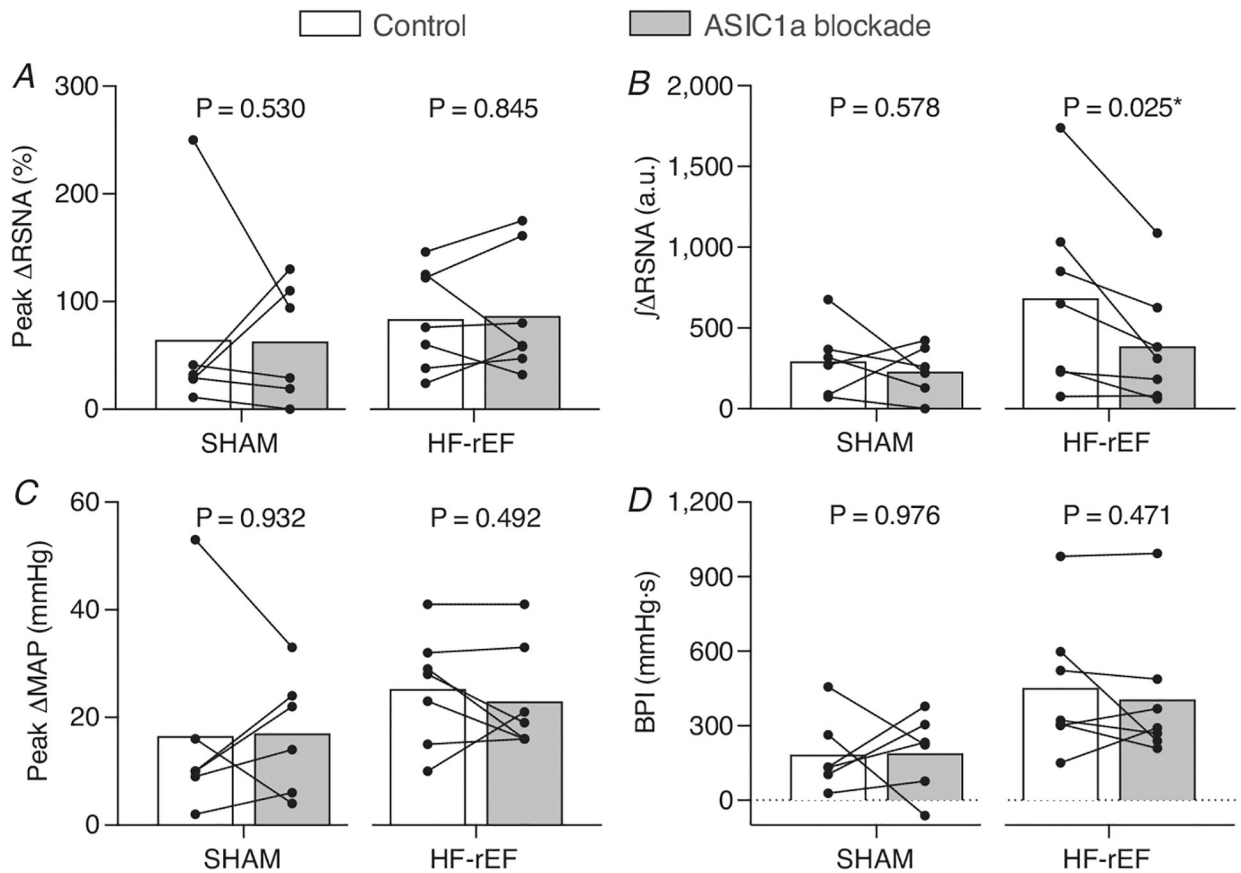 Control ASIC1a blockade
A
Peak ΔRSNA (%)
300
200
100
0
P = 0.530 P = 0.845
SHAM HF-rEF
B
∫ΔRSNA (a.u.)
2,000
1,500
1,000
500
0
P = 0.578 P = 0.025*
SHAM HF-rEF
C
Peak ΔMAP (mmHg)
60
40
20
0
P = 0.932 P = 0.492
SHAM HF-rEF
D
BPI (mmHg·s)
1,200
900
600
300
0
P = 0.976 P = 0.471
SHAM HF-rEF